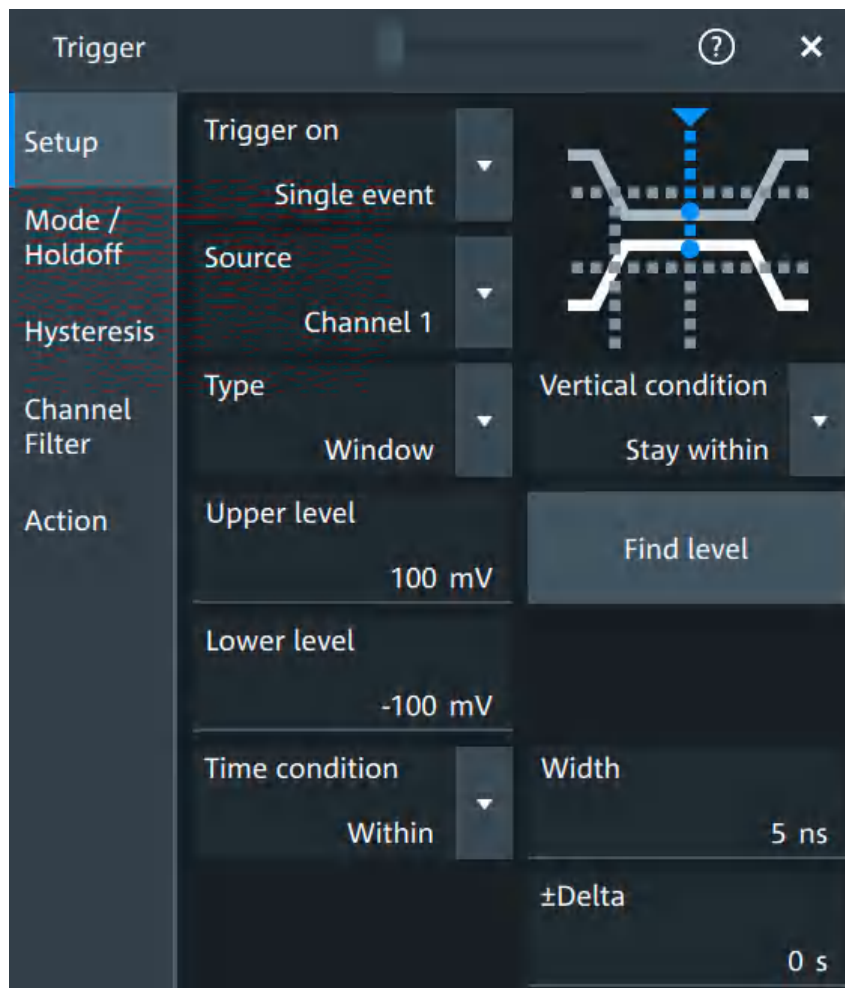 Trigger
?
Setup
Mode /
Holdoff
Hysteresis
Channel
Filter
Action
Trigger on
Single event
Source
Channel 1
Type
Window
Vertical condition
Stay within
Upper level
100 mV
Find level
Lower level
-100 mV
Time condition
Within
Width
5 ns
±Delta
0 s